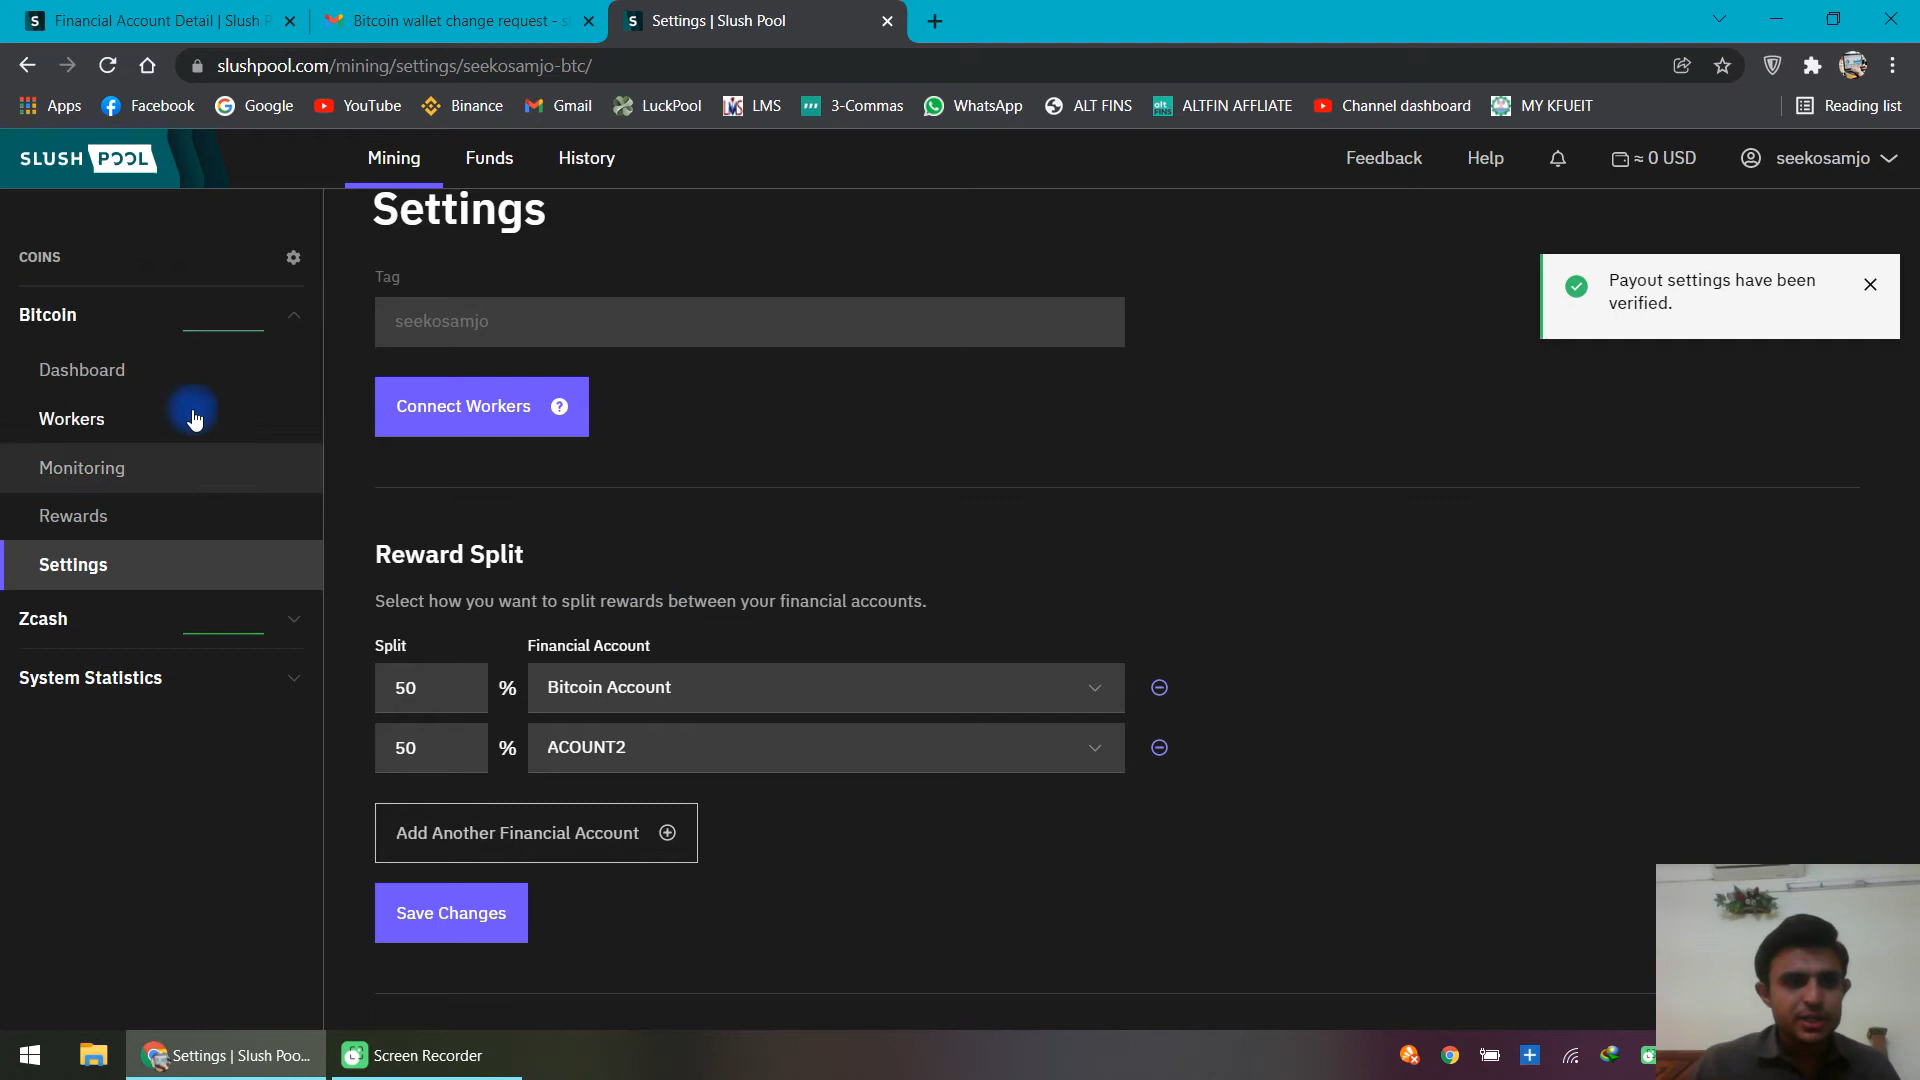 Financial Account Detail | Slush P
Bitcoin wallet change request - s
Settings | Slush Pool
slushpool.com/mining/settings/seekosamjo-btc/
Apps
Facebook
Google
YouTube
Binance
Gmail
LuckPool
LMS
3-Commas
WhatsApp
ALT FINS
ALTFIN AFFLIATE
Channel dashboard
MY KFUEIT
Reading list
SLUSH POOL
Mining
Funds
History
Feedback
Help
≈ 0 USD
seekosamjo
COINS
Bitcoin
Dashboard
Workers
Monitoring
Rewards
Settings
Zcash
System Statistics
Settings
Tag
seekosamjo
Connect Workers ?
Payout settings have been
verified.
Reward Split
Select how you want to split rewards between your financial accounts.
Split Financial Account
50 % Bitcoin Account
50 % ACOUNT2
Add Another Financial Account
Save Changes
Settings | Slush Poo...
Screen Recorder